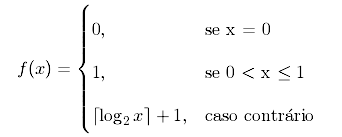 0, se x = 0
f(x) = 1, se 0 < x ≤ 1
⌈log₂ x⌉ + 1, caso contrário